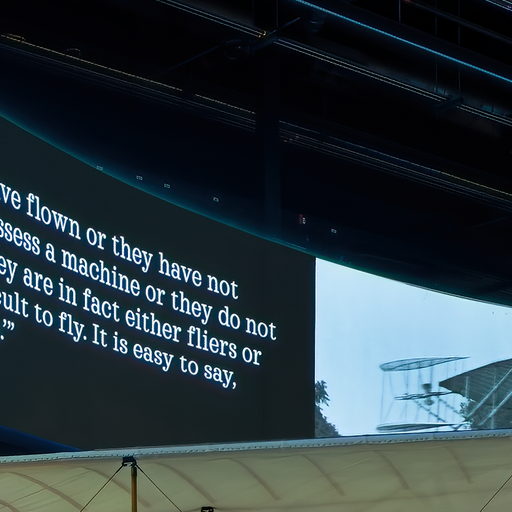 ve flown or they have not
ssess a machine or they do not
ey are in fact either fliers or
cult to fly. It is easy to say,
.'"